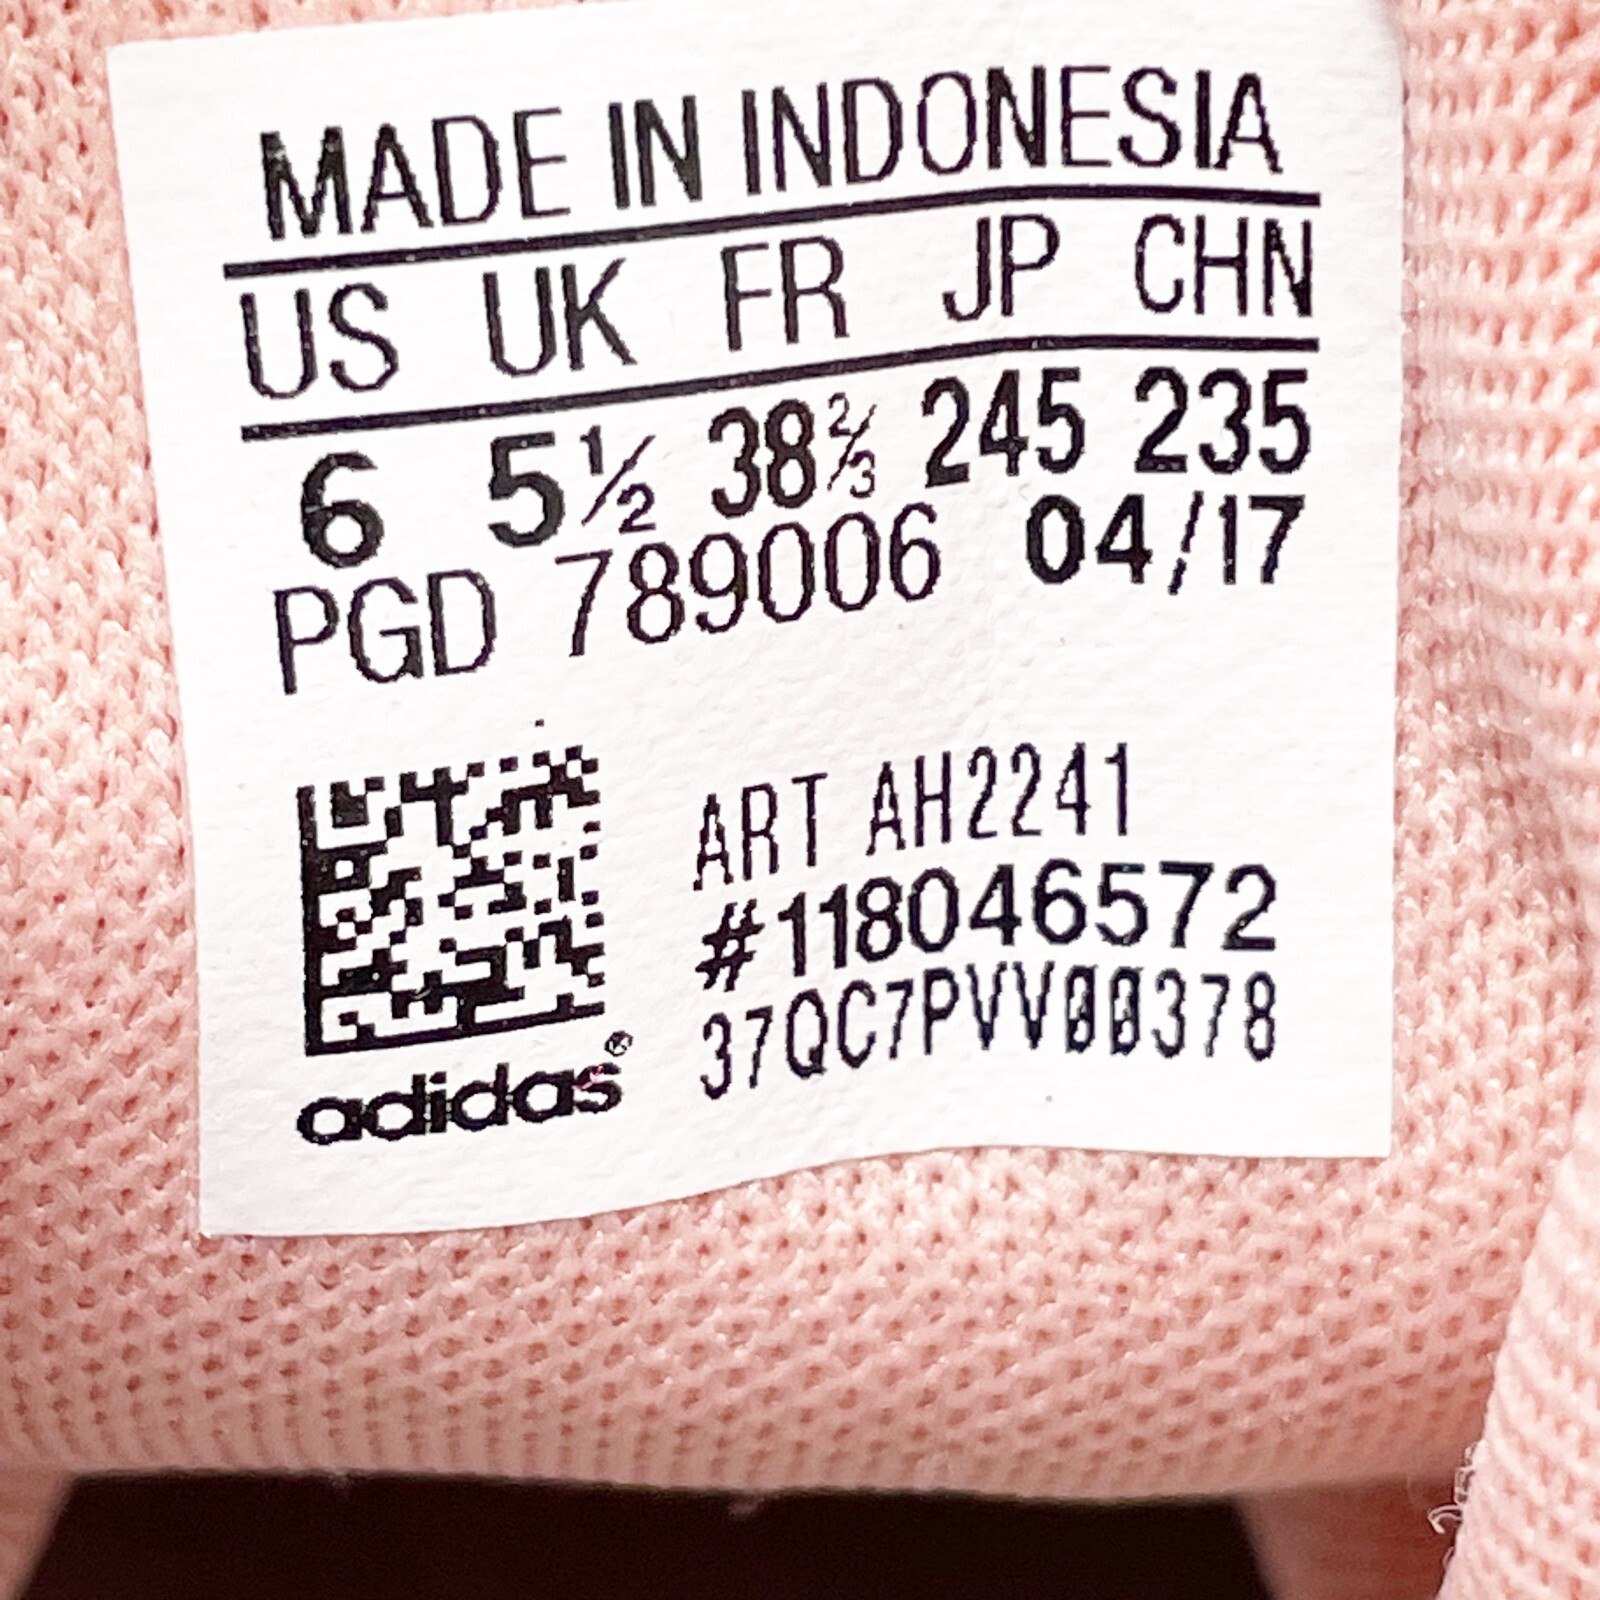 MADE IN INDONESIA
US UK FR JP CHN
6 5½ 38⅔ 245 235
PGD 789006 04/17
ART AH2241
#118046572
37QC7PVV00378
adidas®